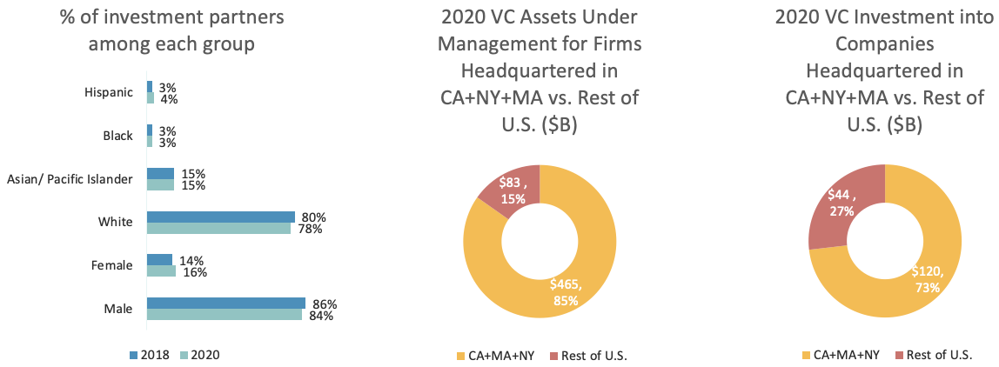 % of investment partners
among each group
Hispanic
3%
4%
Black
3%
3%
Asian/ Pacific Islander
15%
15%
White
80%
78%
Female
14%
16%
Male
86%
84%
2018
2020
2020 VC Assets Under
Management for Firms
Headquartered in
CA+NY+MA vs. Rest of
U.S. ($B)
$83 ,
15%
$465,
85%
CA+MA+NY
Rest of U.S.
2020 VC Investment into
Companies
Headquartered in
CA+NY+MA vs. Rest of
U.S. ($B)
$44 ,
27%
$120,
73%
CA+MA+NY
Rest of U.S.